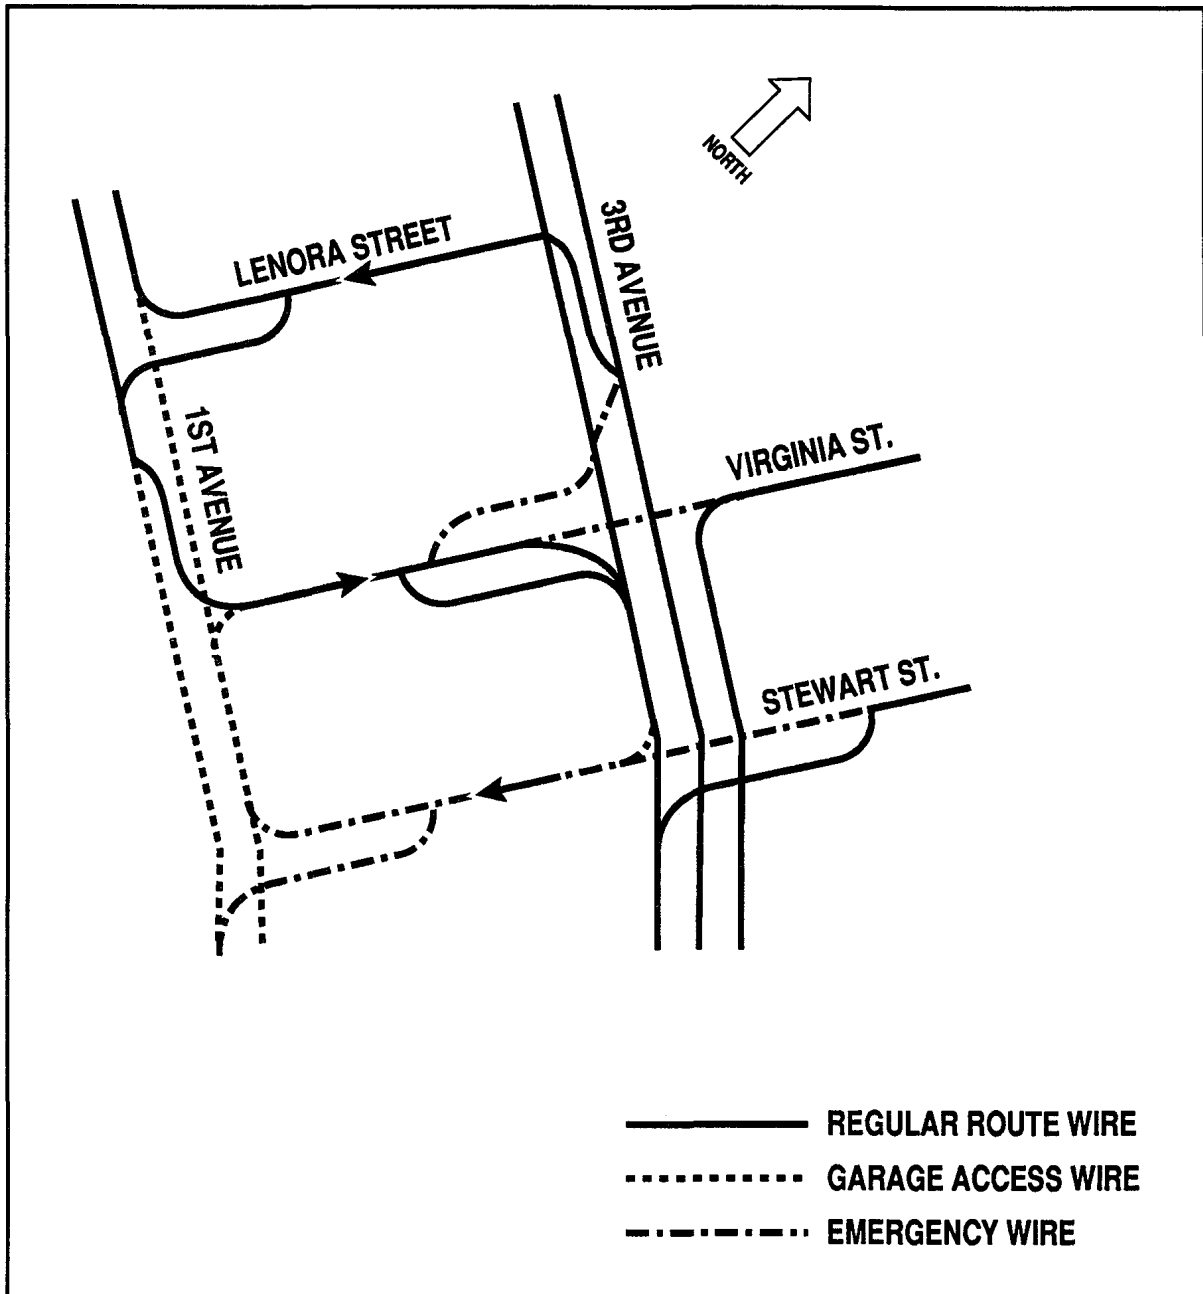 NORTH
LENORA STREET
3RD AVENUE
1ST AVENUE
VIRGINIA ST.
STEWART ST.
REGULAR ROUTE WIRE
GARAGE ACCESS WIRE
EMERGENCY WIRE